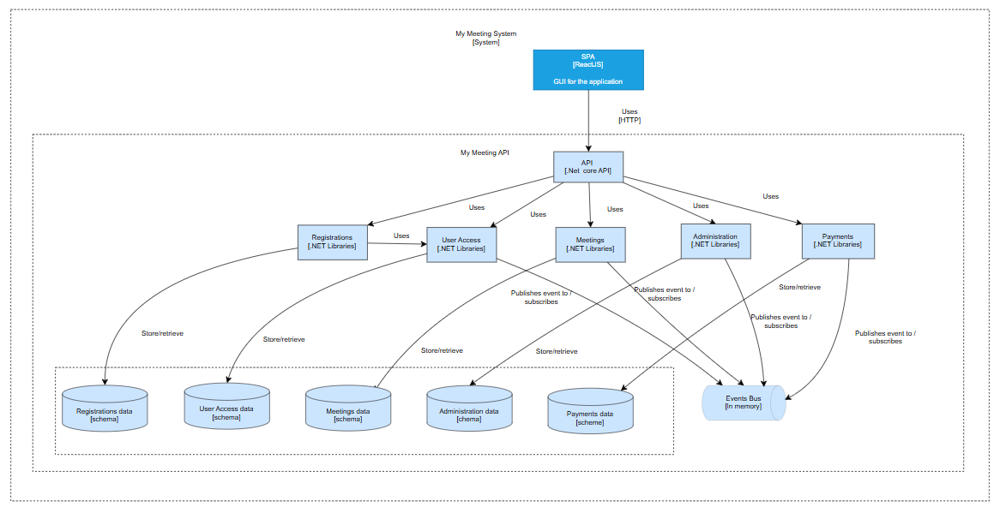 My Meeting System
[System]
SPA
[ReactJS]
GUI for the application
Uses
[HTTP]
My Meeting API
API
[.Net core API]
Uses
Uses
Uses
Uses
Uses
Registrations
[.NET Libraries]
Uses
User Access
[.NET Libraries]
Meetings
[.NET Libraries]
Administration
[.NET Libraries]
Payments
[.NET Libraries]
Publishes event to /
subscribes
Publishes event to /
subscribes
Store/retrieve
Publishes event to /
subscribes
Publishes event to /
subscribes
Store/retrieve
Store/retrieve
Store/retrieve
Store/retrieve
Registrations data
[schema]
User Access data
[schema]
Meetings data
[schema]
Administration data
[chema]
Payments data
[scheme]
Events Bus
[In memory]